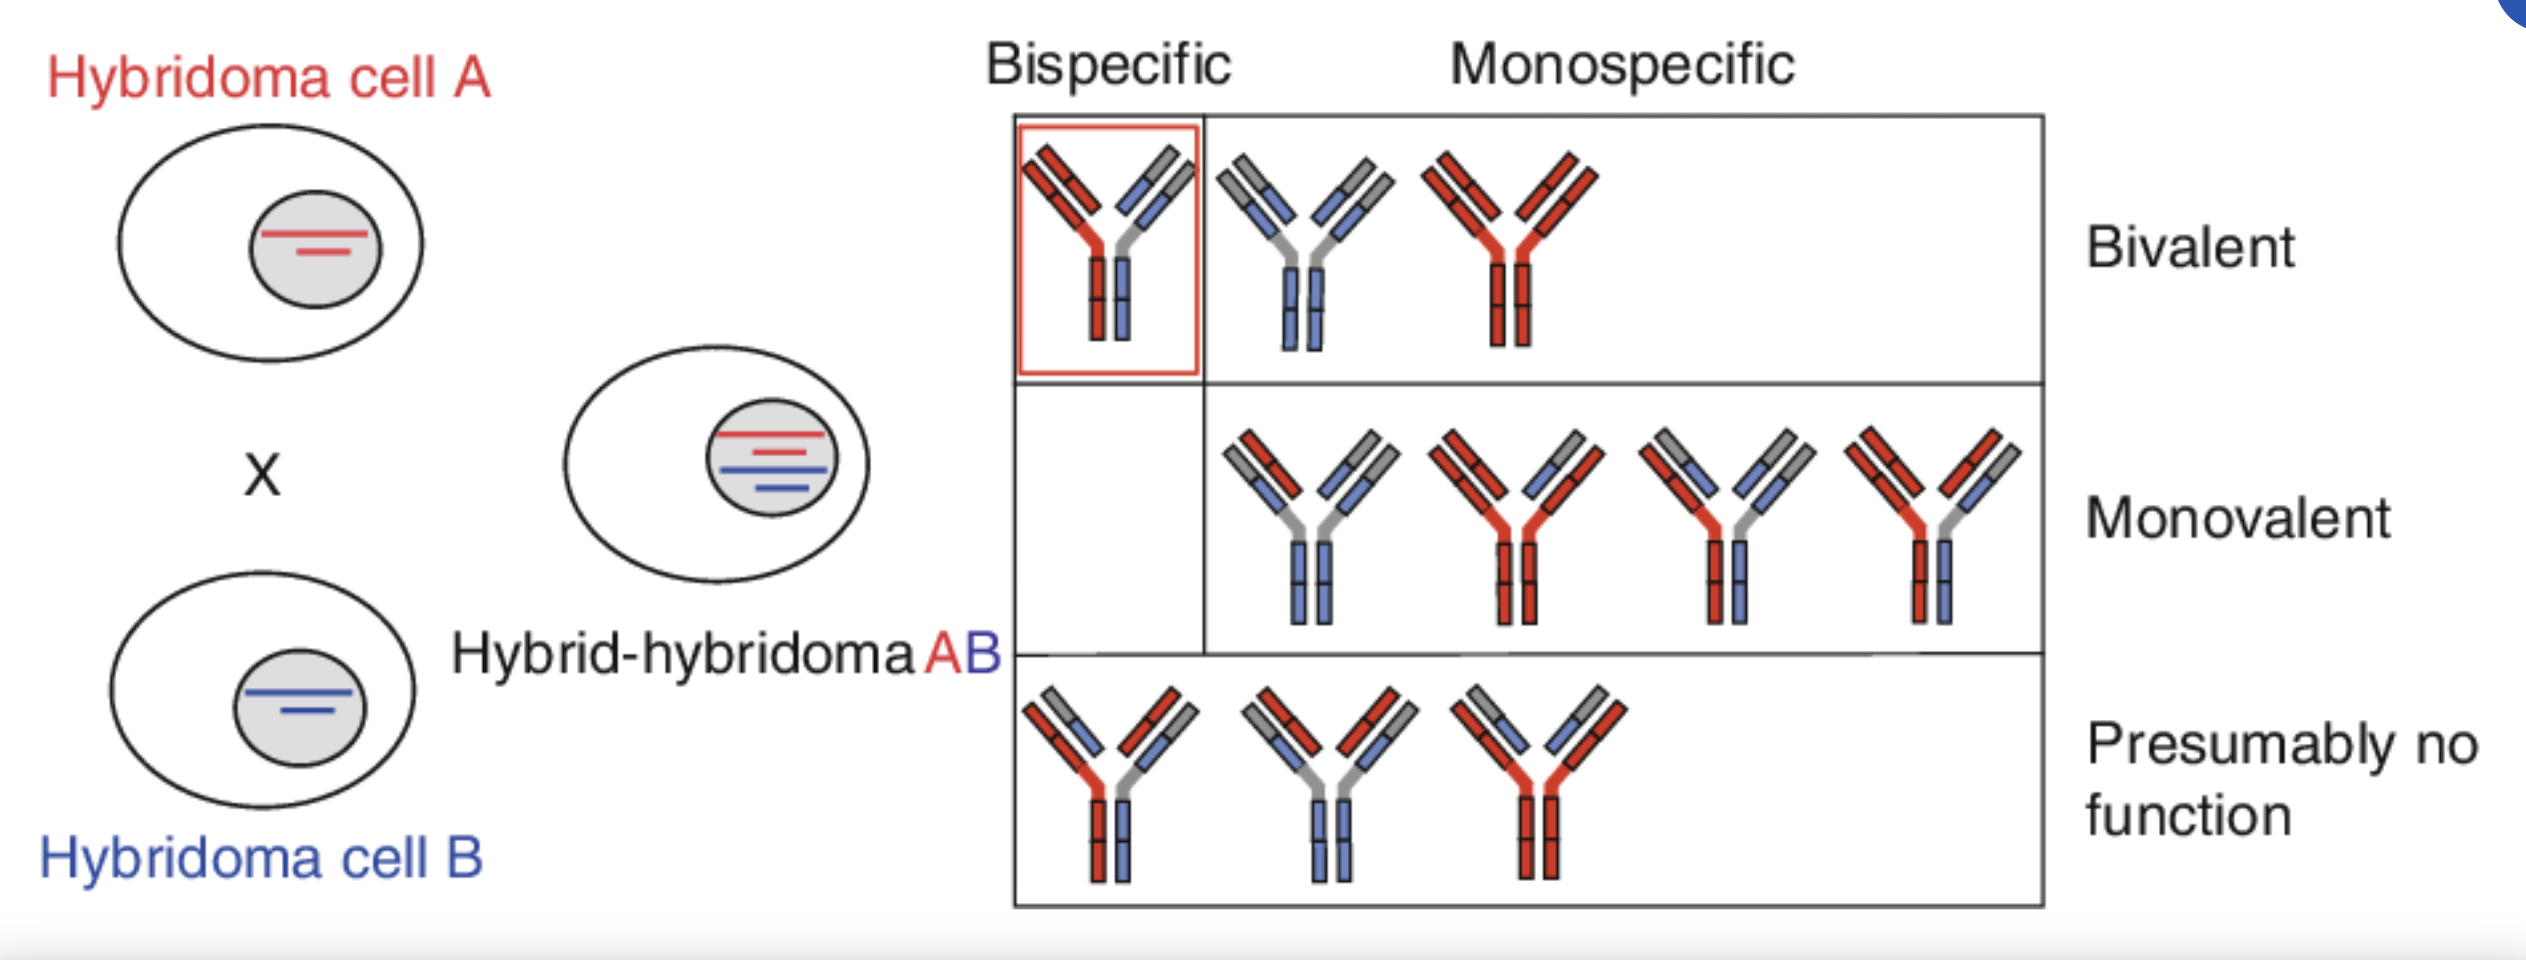 Hybridoma cell A
X
Hybridoma cell B
Hybrid-hybridoma AB
Bispecific
Monospecific
Bivalent
Monovalent
Presumably no
function